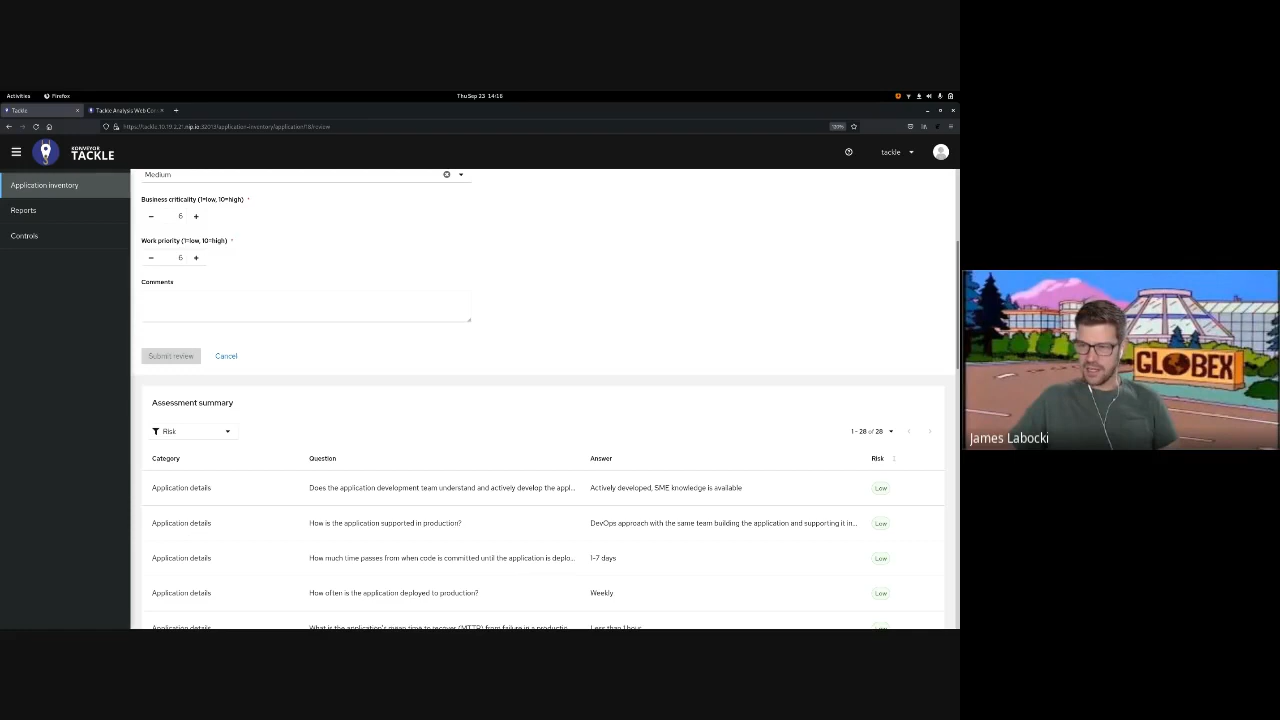 Activities Firefox Thu Sep 23 14:16
Tackle Tackle Analysis Web Con
https://tackle.10.19.2.21.nip.io:32013/application-inventory/application/18/review 120%
KONVEYOR
TACKLE
tackle
Application inventory
Reports
Controls
Medium
Business criticality (1=low, 10=high) *
6
Work priority (1=low, 10=high) *
6
Comments
Submit review Cancel
Assessment summary
Risk 1 - 28 of 28
Category Question Answer Risk
Application details Does the application development team understand and actively develop the appl... Actively developed, SME knowledge is available Low
Application details How is the application supported in production? DevOps approach with the same team building the application and supporting it in... Low
Application details How much time passes from when code is committed until the application is deplo... 1-7 days Low
Application details How often is the application deployed to production? Weekly Low
Application details What is the application's mean time to recover (MTTR) from failure in a productio... Less than 1 hour Low
GLOBEX
James Labocki